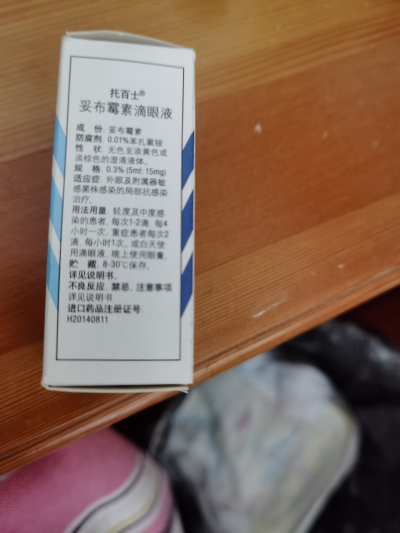 托百士®
妥布霉素滴眼液
成　份: 妥布霉素
防腐剂: 0.01%苯扎氯铵
性　状: 无色至淡黄色或
淡棕色的澄清液体。
规　格: 0.3% (5ml: 15mg)
适应症: 外眼及附属器敏
感菌株感染的局部抗感染
治疗。
用法用量: 轻度及中度感
染的患者, 每次1-2滴, 每4
小时一次; 重症患者每次2
滴, 每小时1次。或白天使
用滴眼液, 晚上使用眼膏。
贮　藏: 8-30℃保存。
详见说明书。
不良反应、禁忌、注意事项
详见说明书
进口药品注册证号:
H20140811